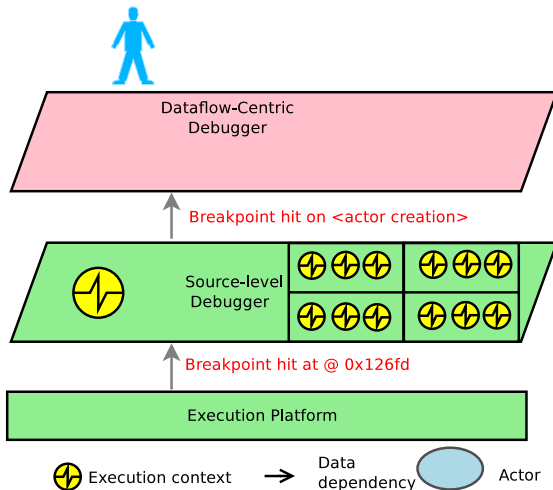 Dataflow-Centric
Debugger
Breakpoint hit on <actor creation>
Source-level
Debugger
Breakpoint hit at @ 0x126fd
Execution Platform
Execution context
Data
dependency
Actor